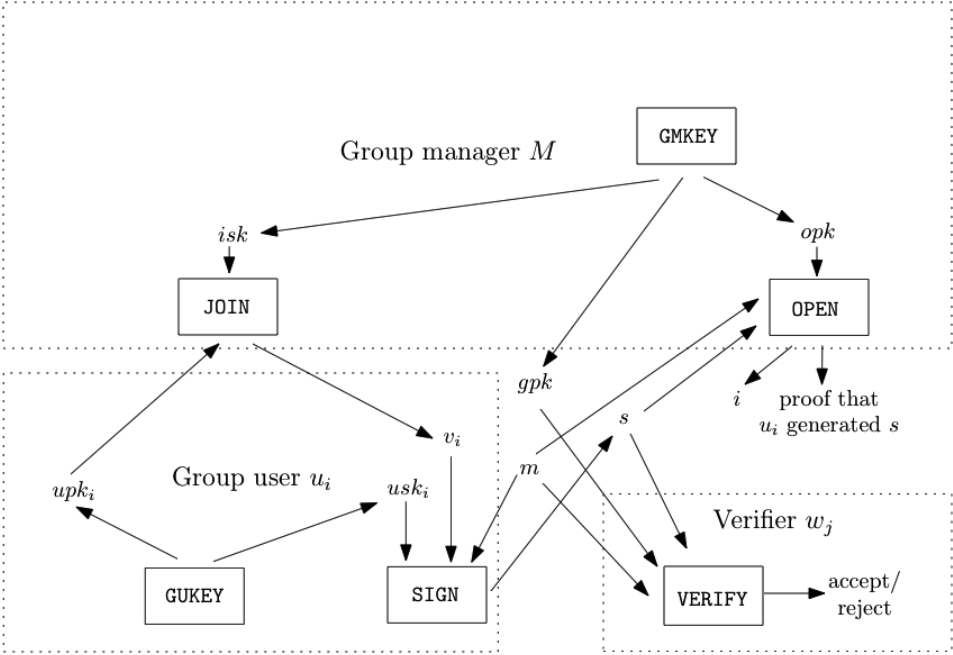 GMKEY
Group manager M
isk
opk
JOIN
OPEN
gpk
i
proof that
u_i generated s
s
v_i
m
Group user u_i
upk_i
usk_i
Verifier w_j
GUKEY
SIGN
VERIFY
accept/
reject